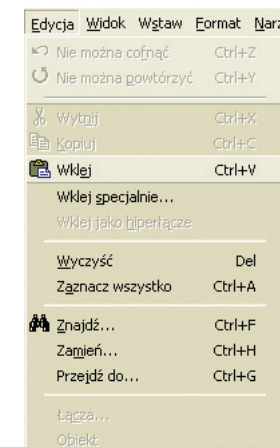 Edycja Widok Wstaw Format Narz
Nie można cofnąć Ctrl+Z
Nie można powtórzyć Ctrl+Y
Wytnij Ctrl+X
Kopiuj Ctrl+C
Wklej Ctrl+V
Wklej specjalnie...
Wklej jako hiperłącze
Wyczyść Del
Zaznacz wszystko Ctrl+A
Znajdź... Ctrl+F
Zamień... Ctrl+H
Przejdź do... Ctrl+G
Łącza...
Obiekt